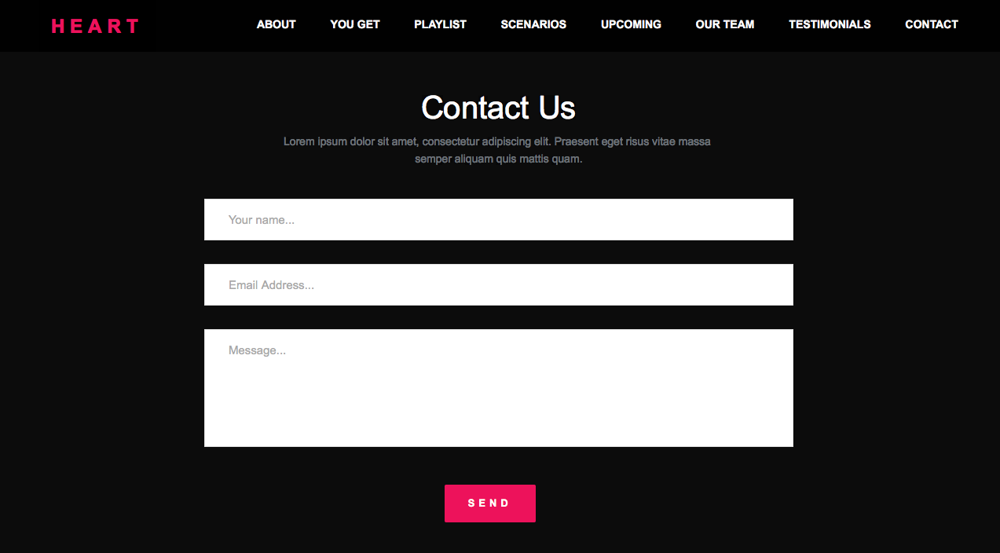 HEART
ABOUT YOU GET PLAYLIST SCENARIOS UPCOMING OUR TEAM TESTIMONIALS CONTACT
Contact Us
Lorem ipsum dolor sit amet, consectetur adipiscing elit. Praesent eget risus vitae massa
semper aliquam quis mattis quam.
Your name...
Email Address...
Message...
SEND